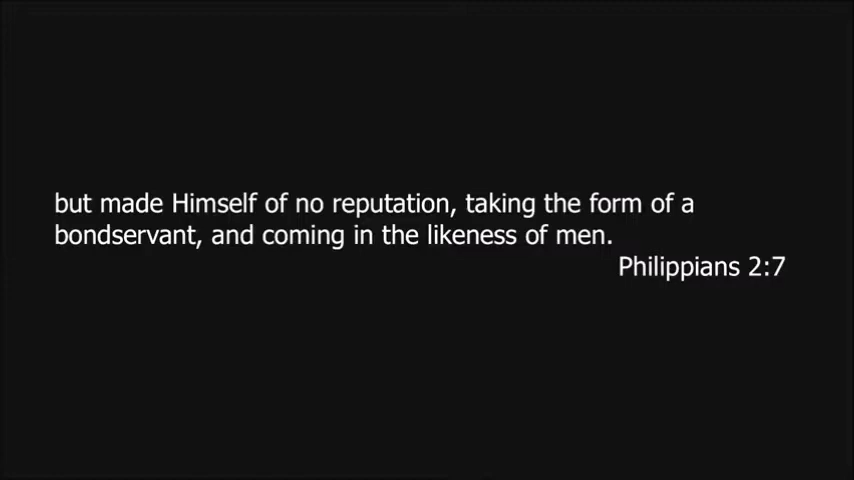 but made Himself of no reputation, taking the form of a
bondservant, and coming in the likeness of men.
Philippians 2:7